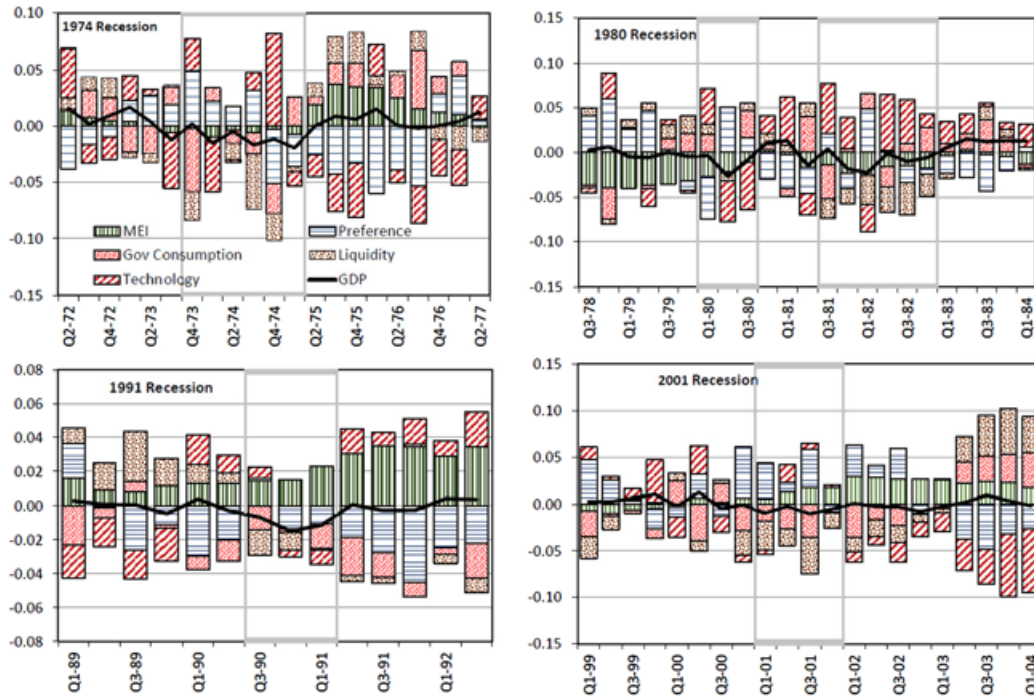 1974 Recession
0.10
0.05
0.00
-0.05
-0.10
-0.15
MEI
Preference
Gov Consumption
Liquidity
Technology
GDP
Q2-72
Q4-72
Q2-73
Q4-73
Q2-74
Q4-74
Q2-75
Q4-75
Q2-76
Q4-76
Q2-77
1980 Recession
0.15
0.10
0.05
0.00
-0.05
-0.10
-0.15
Q3-78
Q1-79
Q3-79
Q1-80
Q3-80
Q1-81
Q3-81
Q1-82
Q3-82
Q1-83
Q3-83
Q1-84
1991 Recession
0.08
0.06
0.04
0.02
0.00
-0.02
-0.04
-0.06
-0.08
Q1-89
Q3-89
Q1-90
Q3-90
Q1-91
Q3-91
Q1-92
2001 Recession
0.15
0.10
0.05
0.00
-0.05
-0.10
-0.15
Q1-99
Q3-99
Q1-00
Q3-00
Q1-01
Q3-01
Q1-02
Q3-02
Q1-03
Q3-03
Q1-04